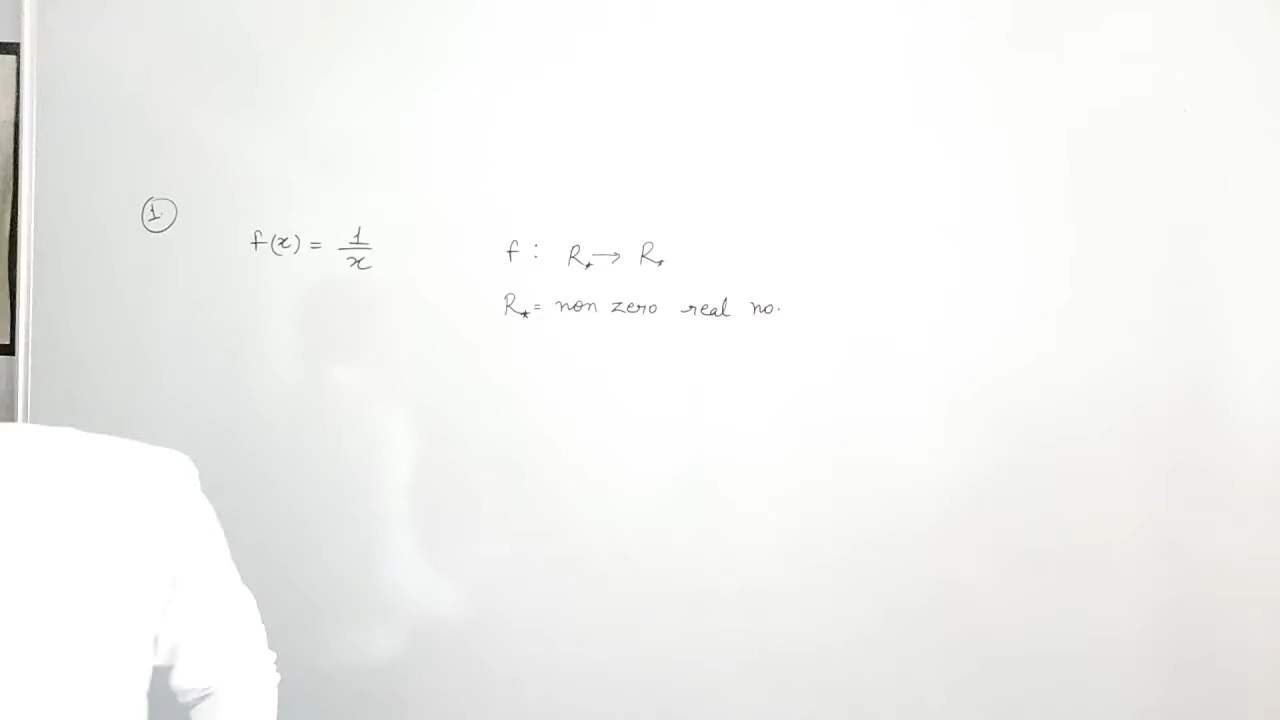 1.
f(x) = 1/x
f : R⋆ → R⋆
R⋆ = non zero real no.